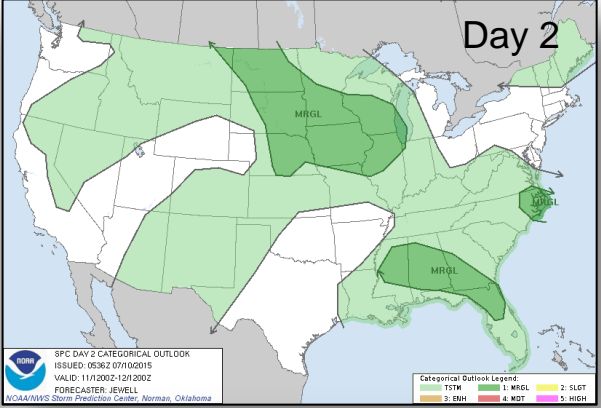 Day 2
MRGL
MRGL
MRGL
NOAA
SPC DAY 2 CATEGORICAL OUTLOOK
ISSUED: 0536Z 07/10/2015
VALID: 11/1200Z-12/1200Z
FORECASTER: JEWELL
NOAA/NWS Storm Prediction Center, Norman, Oklahoma
Categorical Outlook Legend:
TSTM 1: MRGL 2: SLGT
3: ENH 4: MDT 5: HIGH